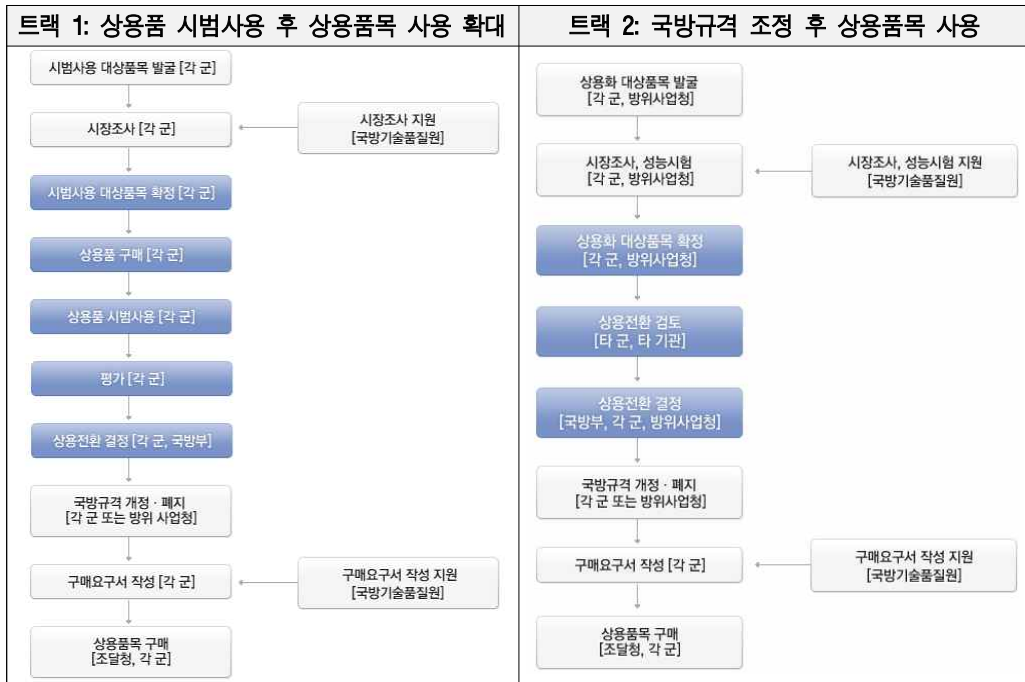 트랙 1: 상용품 시범사용 후 상용품목 사용 확대
시범사용 대상품목 발굴 [각 군]
시장조사 [각 군]
시장조사 지원
[국방기술품질원]
시범사용 대상품목 확정 [각 군]
상용품 구매 [각 군]
상용품 시범사용 [각 군]
평가 [각 군]
상용전환 결정 [각 군, 국방부]
국방규격 개정 · 폐지
[각 군 또는 방위 사업청]
구매요구서 작성 [각 군]
구매요구서 작성 지원
[국방기술품질원]
상용품목 구매
[조달청, 각 군]
트랙 2: 국방규격 조정 후 상용품목 사용
상용화 대상품목 발굴
[각 군, 방위사업청]
시장조사, 성능시험
[각 군, 방위사업청]
시장조사, 성능시험 지원
[국방기술품질원]
상용화 대상품목 확정
[각 군, 방위사업청]
상용전환 검토
[타 군, 타 기관]
상용전환 결정
[국방부, 각 군, 방위사업청]
국방규격 개정 · 폐지
[각 군 또는 방위사업청]
구매요구서 작성 [각 군]
구매요구서 작성 지원
[국방기술품질원]
상용품목 구매
[조달청, 각 군]